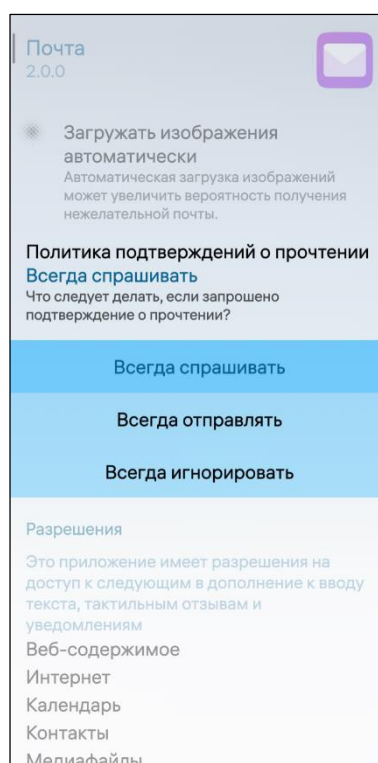 Почта
2.0.0
Загружать изображения
автоматически
Автоматическая загрузка изображений
может увеличить вероятность получения
нежелательной почты.
Политика подтверждений о прочтении
Всегда спрашивать
Что следует делать, если запрошено
подтверждение о прочтении?
Всегда спрашивать
Всегда отправлять
Всегда игнорировать
Разрешения
Это приложение имеет разрешения на
доступ к следующим в дополнение к вводу
текста, тактильным отзывам и
уведомлениям
Веб-содержимое
Интернет
Календарь
Контакты
Медиафайлы